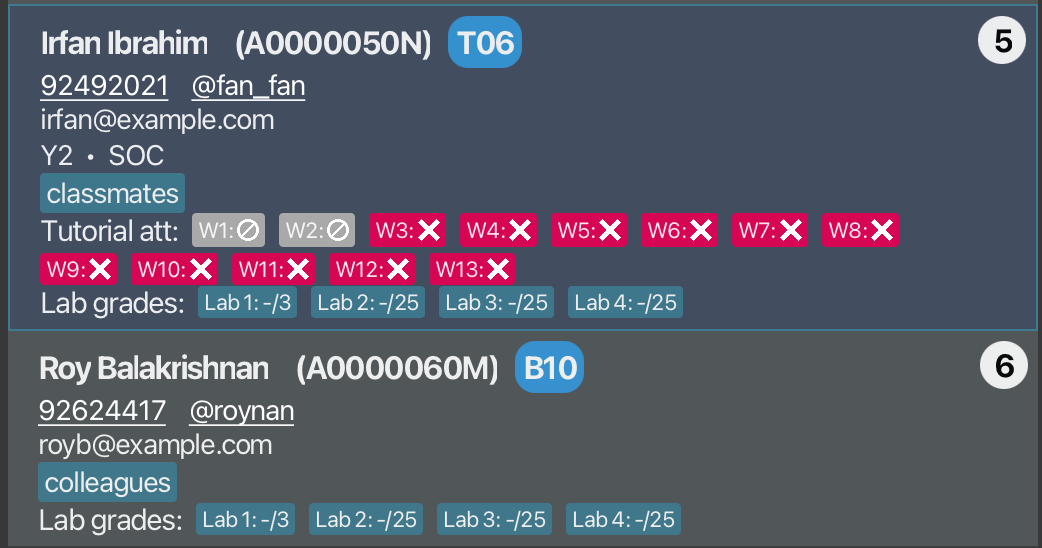 Irfan Ibrahim (A0000050N) T06 5
92492021 @fan_fan
irfan@example.com
Y2 • SOC
classmates
Tutorial att: W1:🚫 W2:🚫 W3:❌ W4:❌ W5:❌ W6:❌ W7:❌ W8:❌
W9:❌ W10:❌ W11:❌ W12:❌ W13:❌
Lab grades: Lab 1: -/3 Lab 2: -/25 Lab 3: -/25 Lab 4: -/25
Roy Balakrishnan (A0000060M) B10 6
92624417 @roynan
royb@example.com
colleagues
Lab grades: Lab 1: -/3 Lab 2: -/25 Lab 3: -/25 Lab 4: -/25